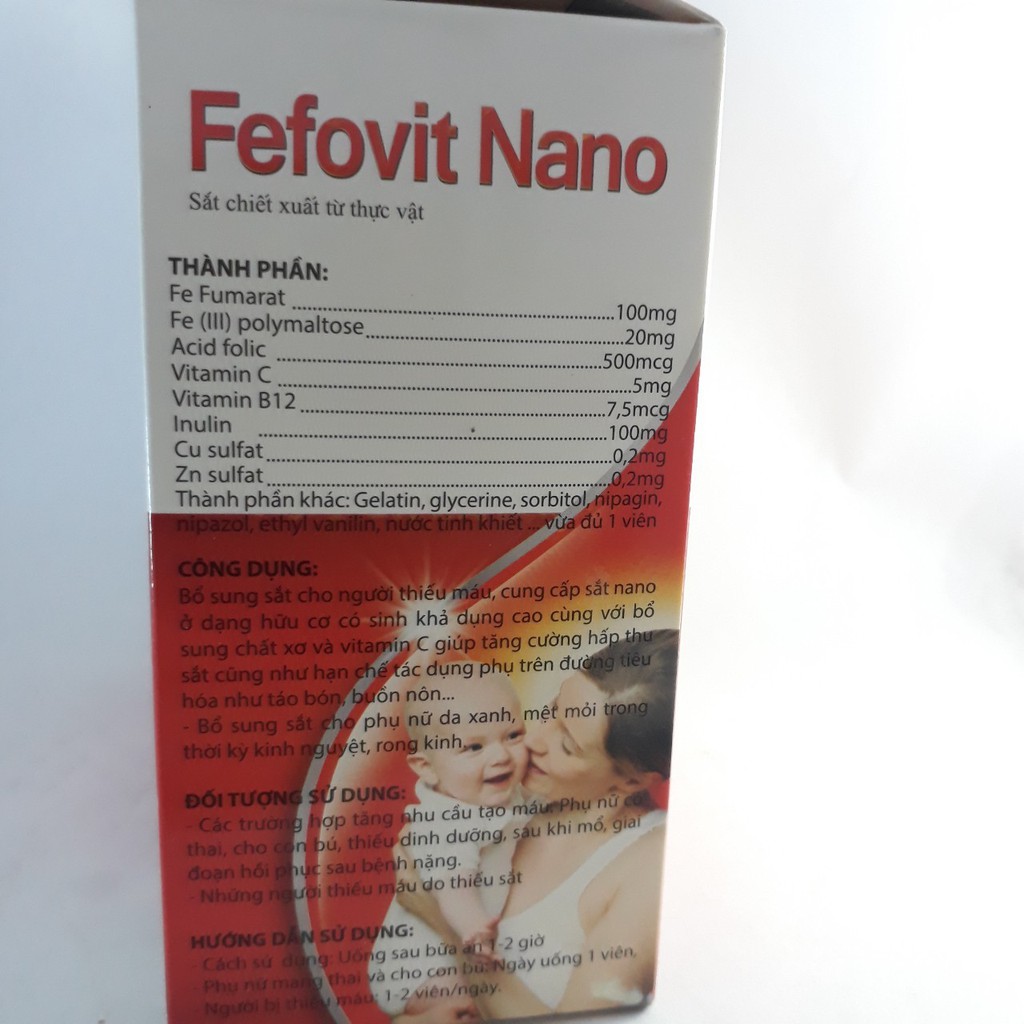 Fefovit Nano
Sắt chiết xuất từ thực vật
THÀNH PHẦN:
Fe Fumarat ........ 100mg
Fe (III) polymaltose ........ 20mg
Acid folic ........ 500mcg
Vitamin C ........ 5mg
Vitamin B12 ........ 7,5mcg
Inulin ........ 100mg
Cu sulfat ........ 0,2mg
Zn sulfat ........ 0,2mg
Thành phần khác: Gelatin, glycerine, sorbitol, nipagin,
nipazol, ethyl vanilin, nước tinh khiết ... vừa đủ 1 viên
CÔNG DỤNG:
Bổ sung sắt cho người thiếu máu, cung cấp sắt nano
ở dạng hữu cơ có sinh khả dụng cao cùng với bổ
sung chất xơ và vitamin C giúp tăng cường hấp thu
sắt cũng như hạn chế tác dụng phụ trên đường tiêu
hóa như táo bón, buồn nôn...
- Bổ sung sắt cho phụ nữ da xanh, mệt mỏi trong
thời kỳ kinh nguyệt, rong kinh.
ĐỐI TƯỢNG SỬ DỤNG:
- Các trường hợp tăng nhu cầu tạo máu: Phụ nữ có
thai, cho con bú, thiếu dinh dưỡng, sau khi mổ, giai
đoạn hồi phục sau bệnh nặng.
- Những người thiếu máu do thiếu sắt
HƯỚNG DẪN SỬ DỤNG:
- Cách sử dụng: Uống sau bữa ăn 1-2 giờ
- Phụ nữ mang thai và cho con bú: Ngày uống 1 viên.
- Người bị thiếu máu: 1-2 viên/ngày.